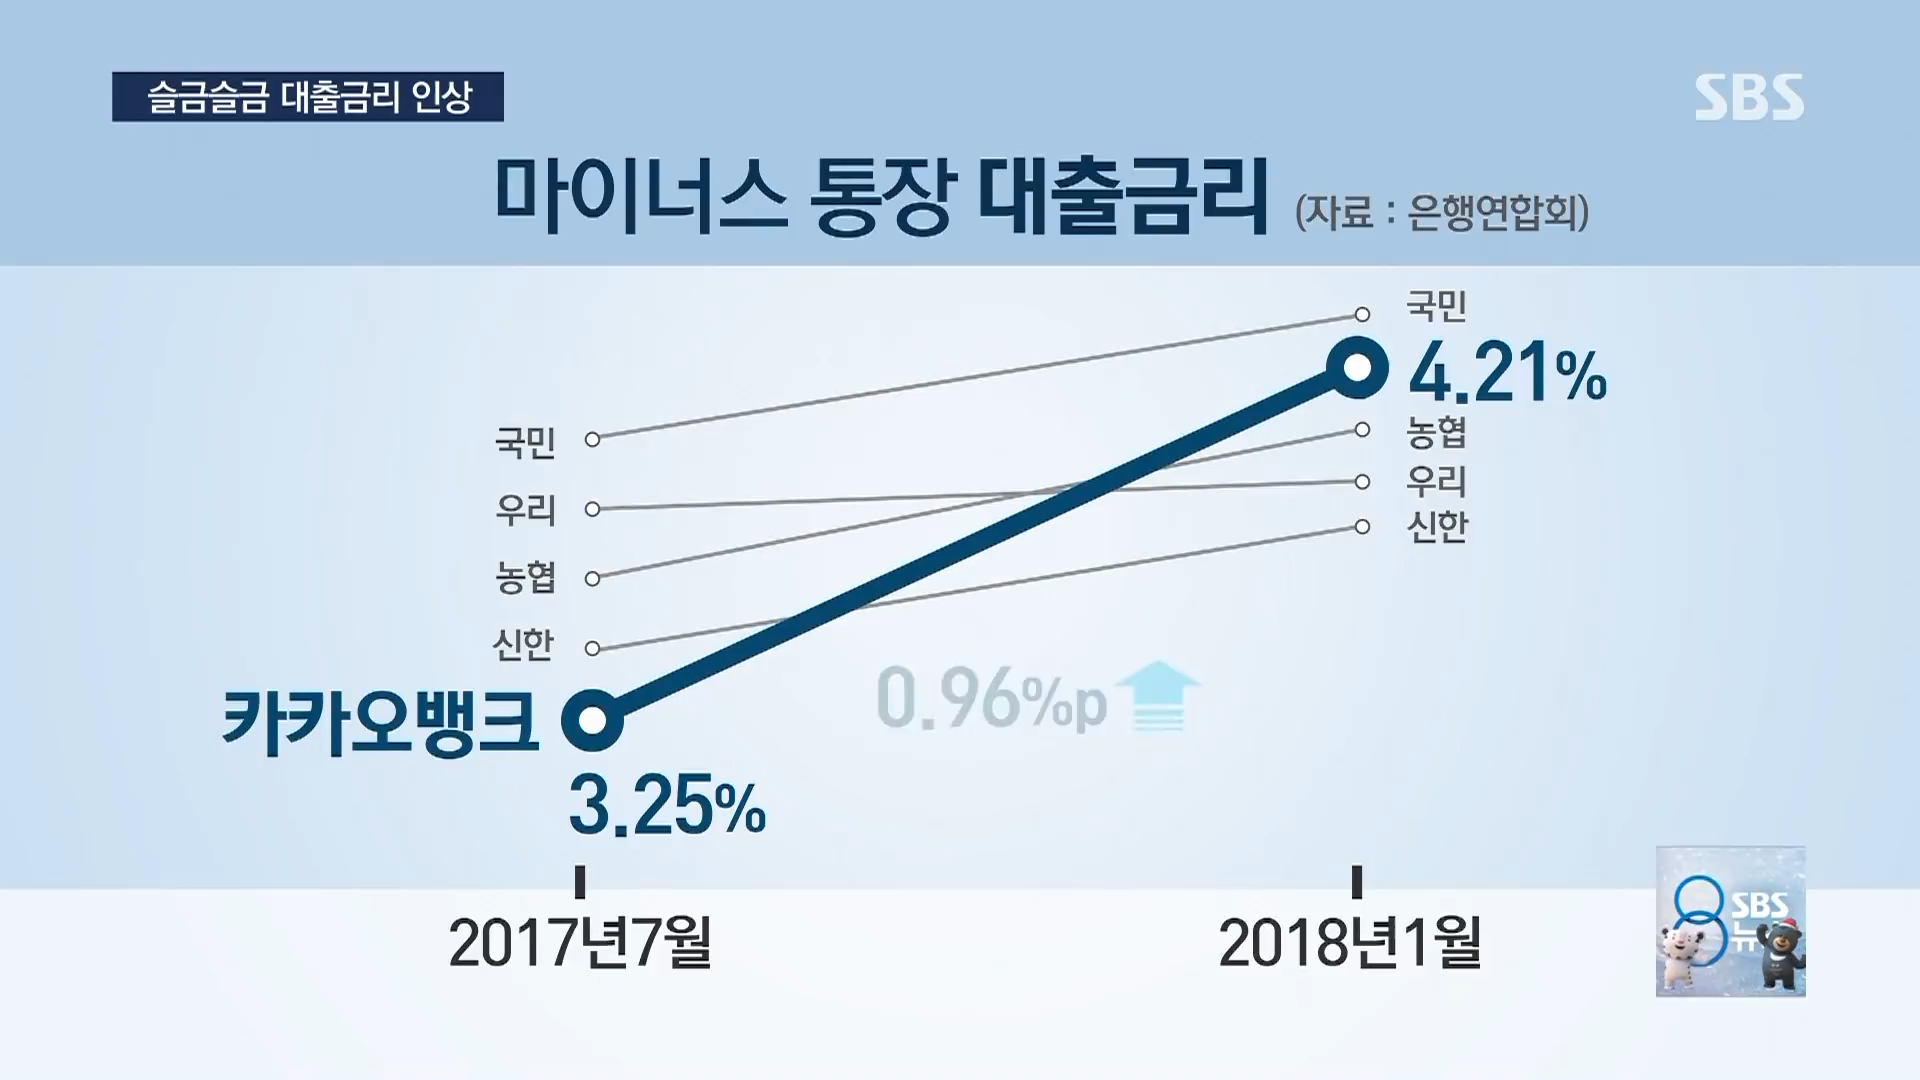 슬금슬금 대출금리 인상
SBS
마이너스 통장 대출금리 (자료 : 은행연합회)
국민
4.21%
국민
농협
우리
우리
신한
농협
신한
0.96%p
카카오뱅크
3.25%
2017년7월
2018년1월
8
SBS
뉴